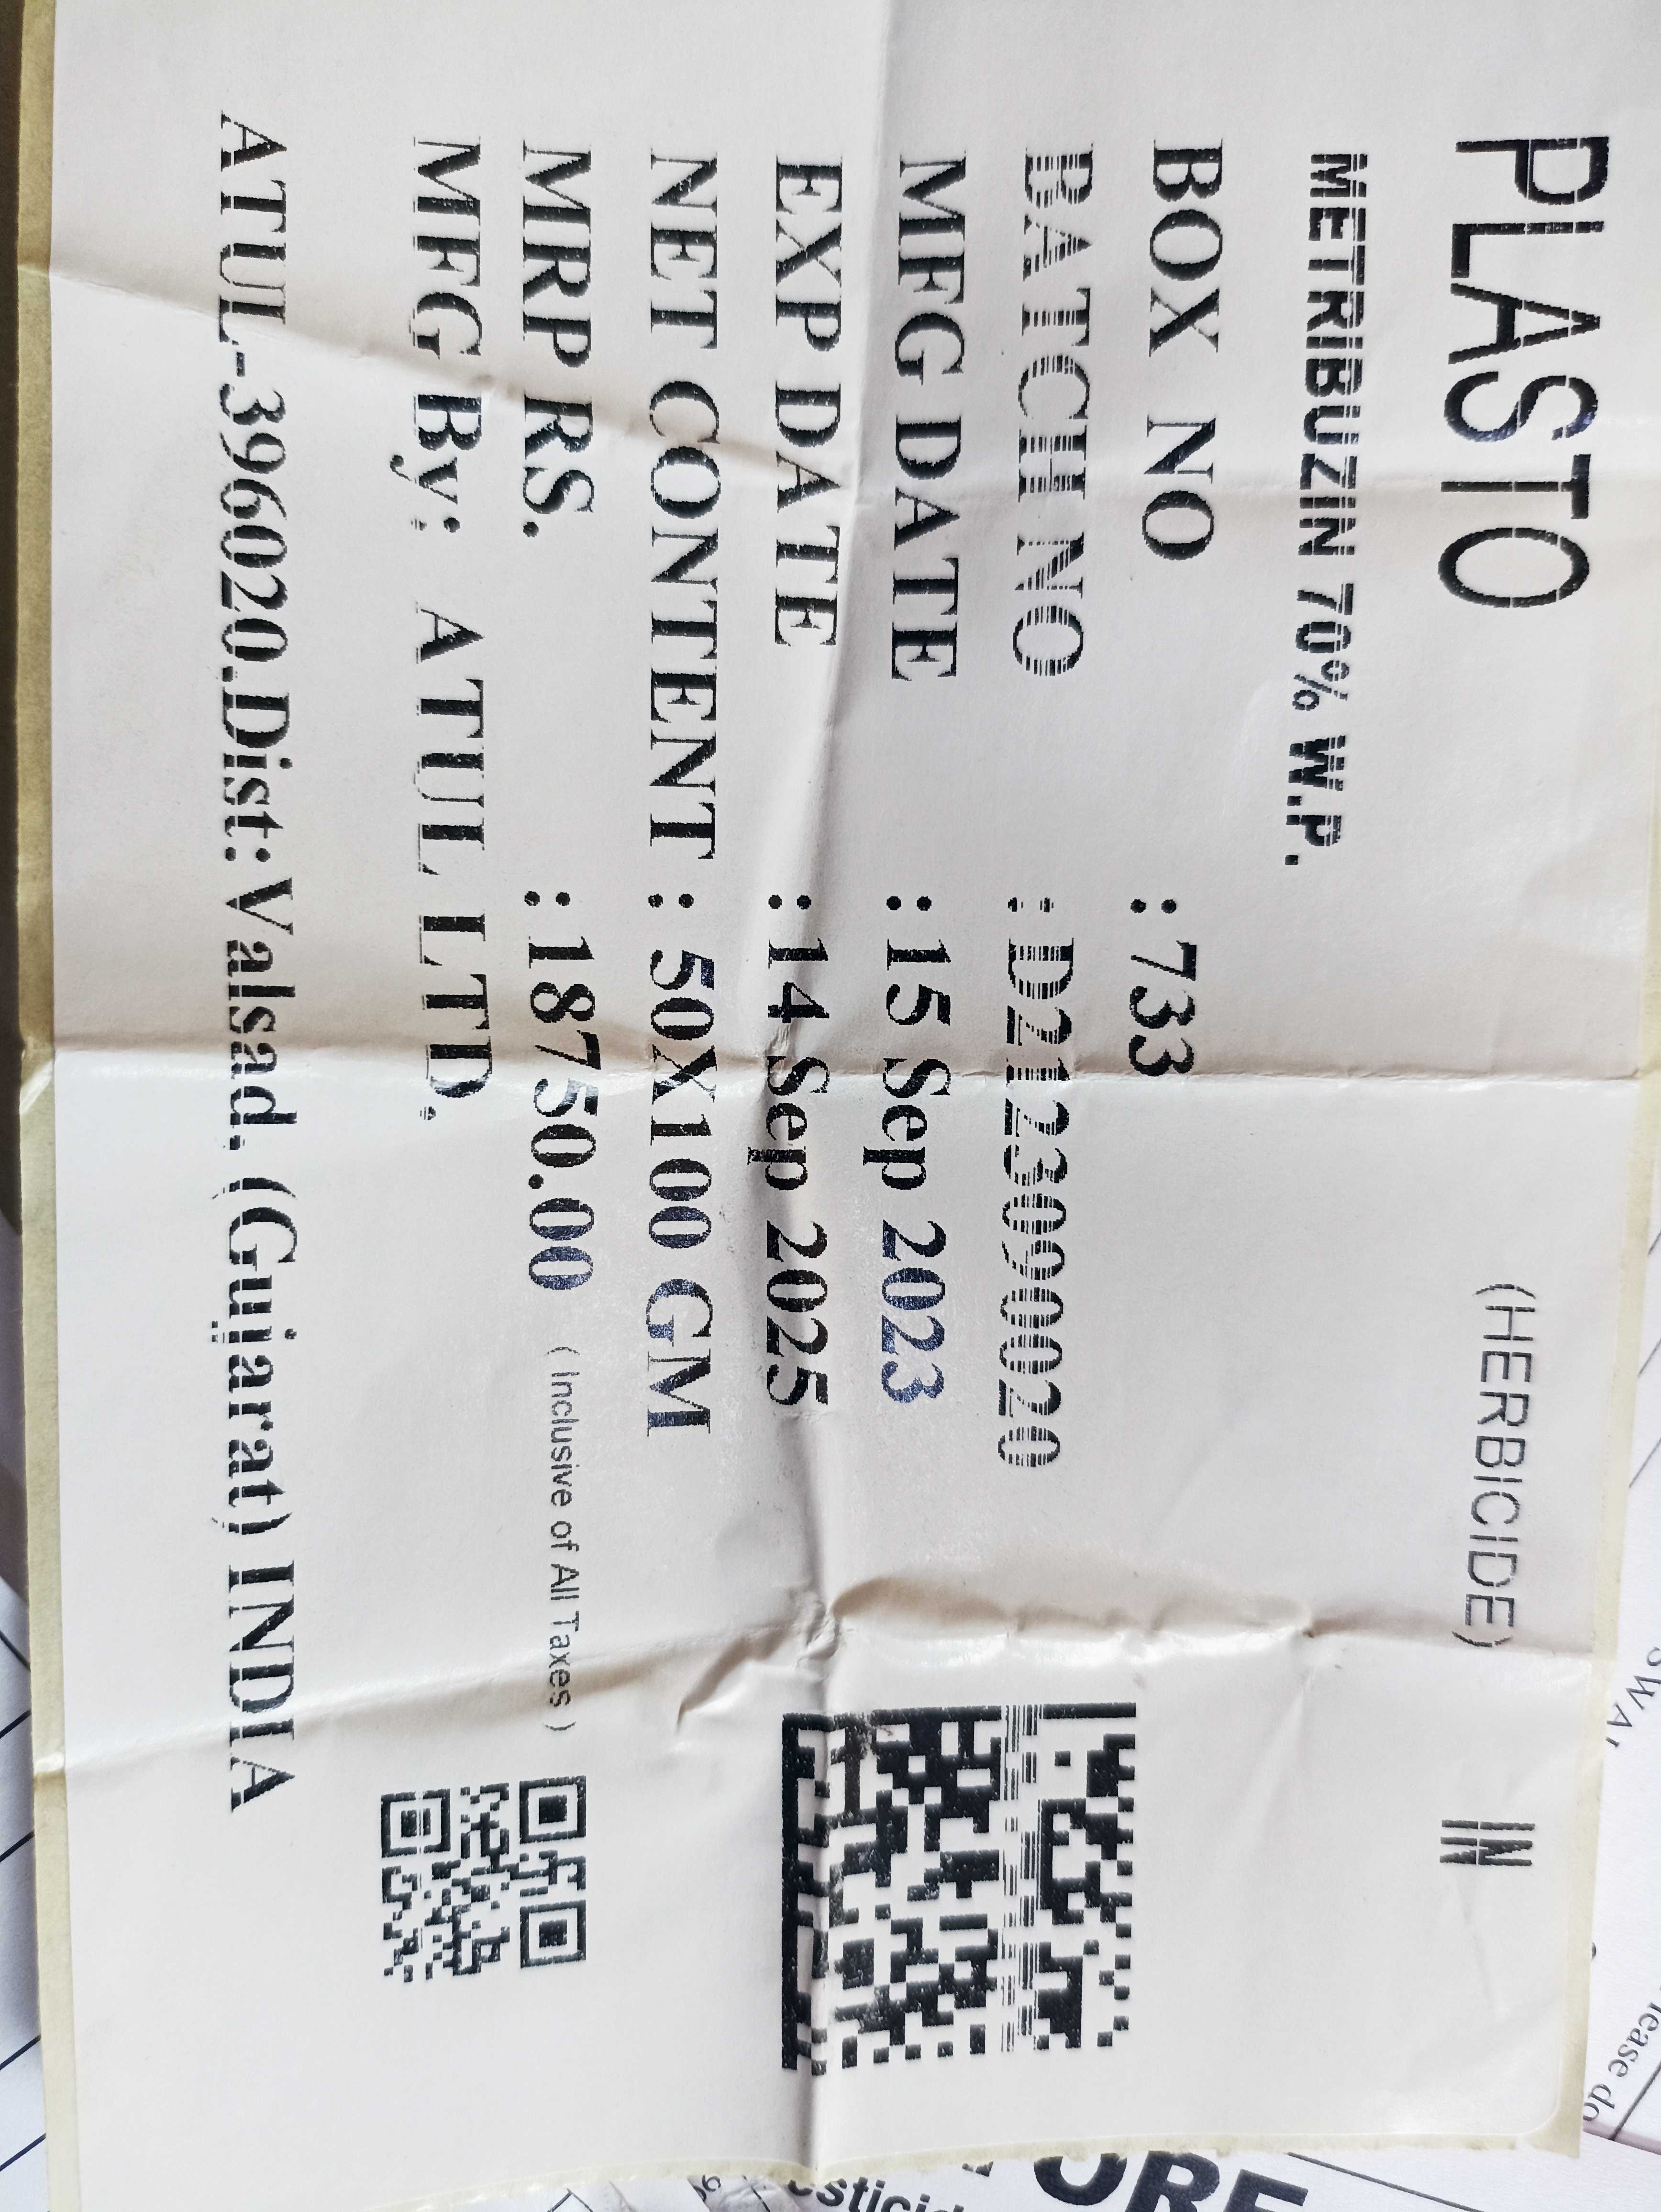 PLASTO (HERBICIDE) IN
METRIBUZIN 70% W.P.
BOX NO : 733
BATCH NO : D2123090020
MFG DATE : 15 Sep 2023
EXP DATE : 14 Sep 2025
NET CONTENT : 50X100 GM
MRP RS. : 18750.00 ( Inclusive of All Taxes )
MFG By: ATUL LTD.
ATUL-396020.Dist: Valsad. (Gujarat) INDIA